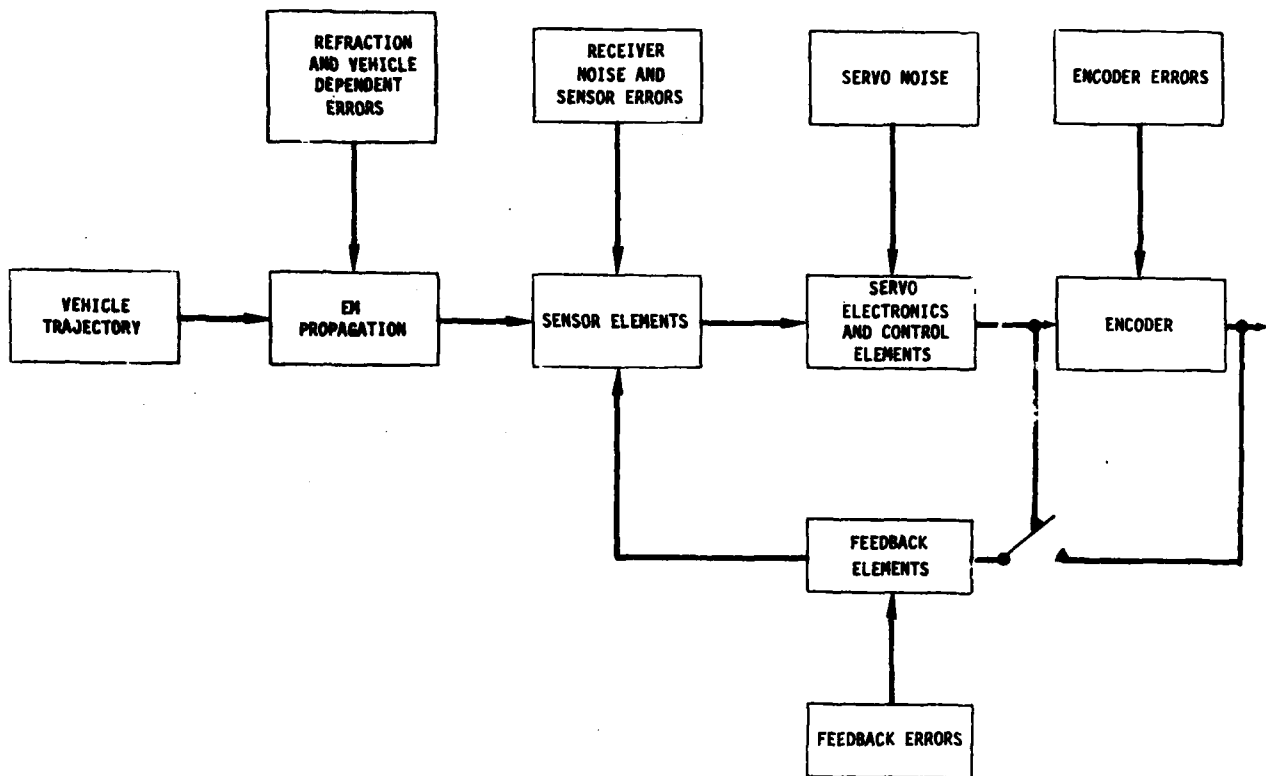 REFRACTION
AND VEHICLE
DEPENDENT
ERRORS
RECEIVER
NOISE AND
SENSOR ERRORS
SERVO NOISE
ENCODER ERRORS
VEHICLE
TRAJECTORY
EM
PROPAGATION
SENSOR ELEMENTS
SERVO
ELECTRONICS
AND CONTROL
ELEMENTS
ENCODER
FEEDBACK
ELEMENTS
FEEDBACK ERRORS